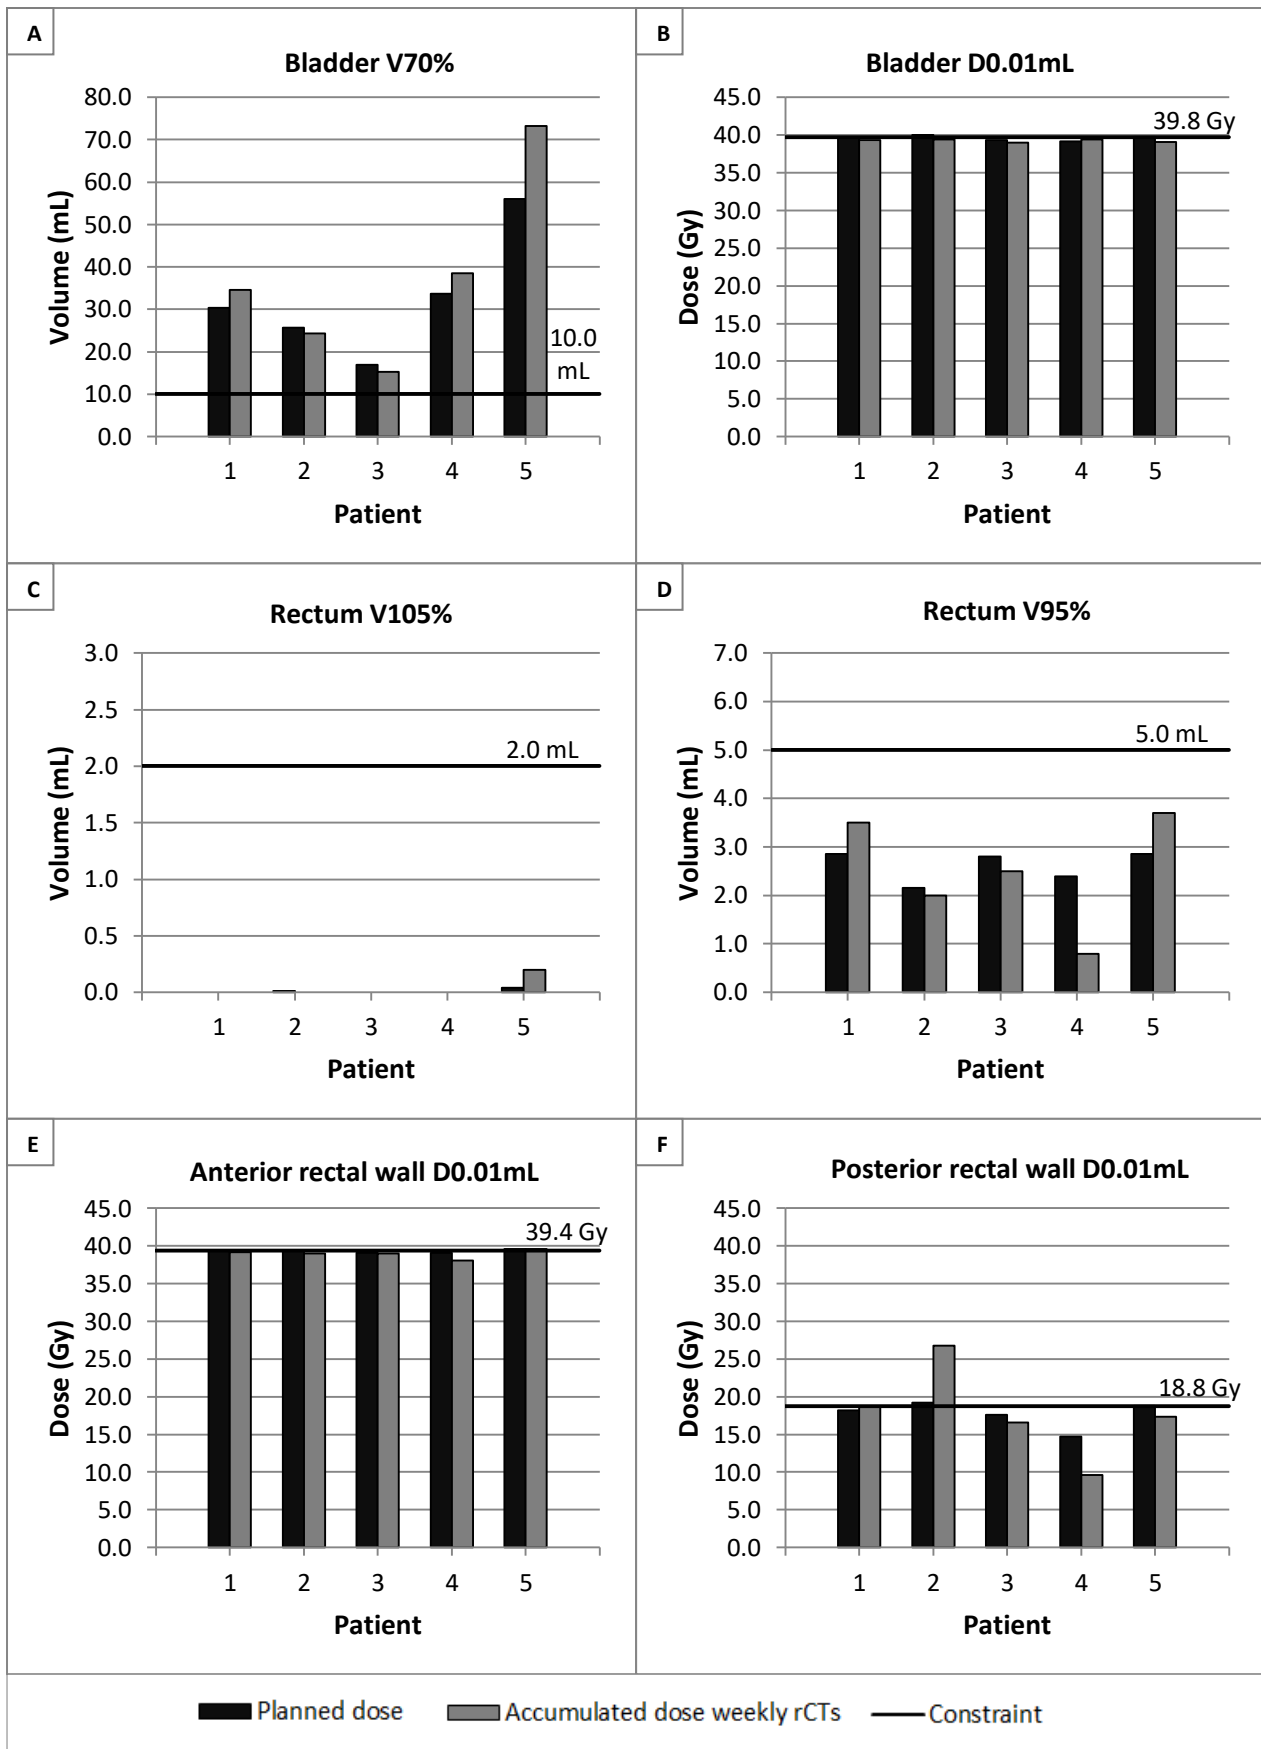 A
Bladder V70%
80.0
70.0
60.0
50.0
40.0
30.0
20.0
10.0
0.0
Volume (mL)
10.0
mL
1 2 3 4 5
Patient
B
Bladder D0.01mL
45.0
40.0
35.0
30.0
25.0
20.0
15.0
10.0
5.0
0.0
Dose (Gy)
39.8 Gy
1 2 3 4 5
Patient
C
Rectum V105%
3.0
2.5
2.0
1.5
1.0
0.5
0.0
Volume (mL)
2.0 mL
1 2 3 4 5
Patient
D
Rectum V95%
7.0
6.0
5.0
4.0
3.0
2.0
1.0
0.0
Volume (mL)
5.0 mL
1 2 3 4 5
Patient
E
Anterior rectal wall D0.01mL
45.0
40.0
35.0
30.0
25.0
20.0
15.0
10.0
5.0
0.0
Dose (Gy)
39.4 Gy
1 2 3 4 5
Patient
F
Posterior rectal wall D0.01mL
45.0
40.0
35.0
30.0
25.0
20.0
15.0
10.0
5.0
0.0
Dose (Gy)
18.8 Gy
1 2 3 4 5
Patient
Planned dose Accumulated dose weekly rCTs Constraint